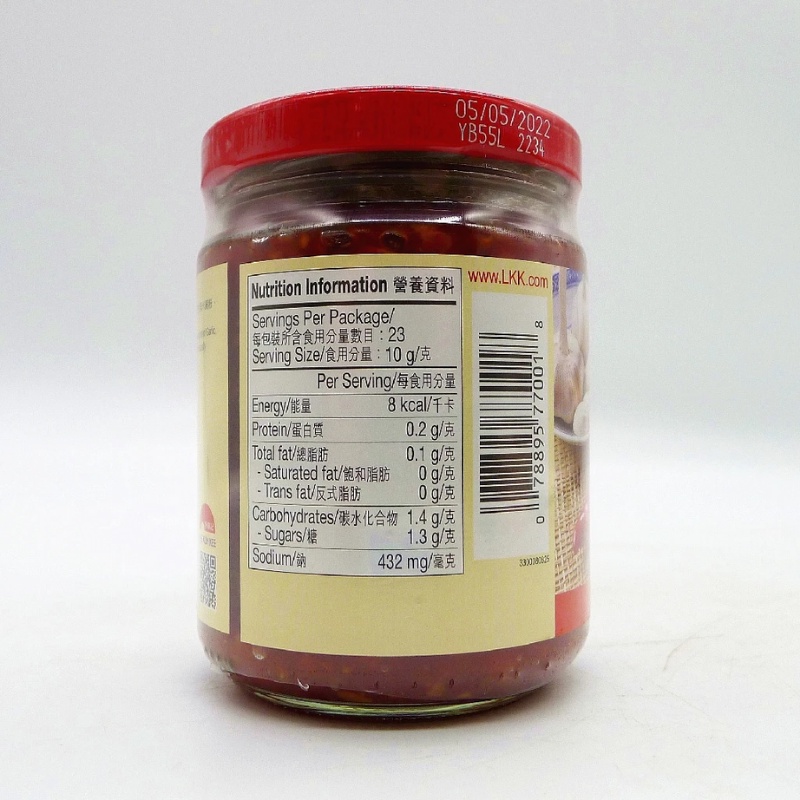 05/05/2022
YB55L 2234
Nutrition Information 營養資料
www.LKK.com
Servings Per Package/
每包裝所含食用分量數目：23
Serving Size/食用分量：10 g/克
Per Serving/每食用分量
Energy/能量 8 kcal/千卡
Protein/蛋白質 0.2 g/克
Total fat/總脂肪 0.1 g/克
- Saturated fat/飽和脂肪 0 g/克
- Trans fat/反式脂肪 0 g/克
Carbohydrates/碳水化合物 1.4 g/克
- Sugars/糖 1.3 g/克
Sodium/鈉 432 mg/毫克
0 78895 77001 8